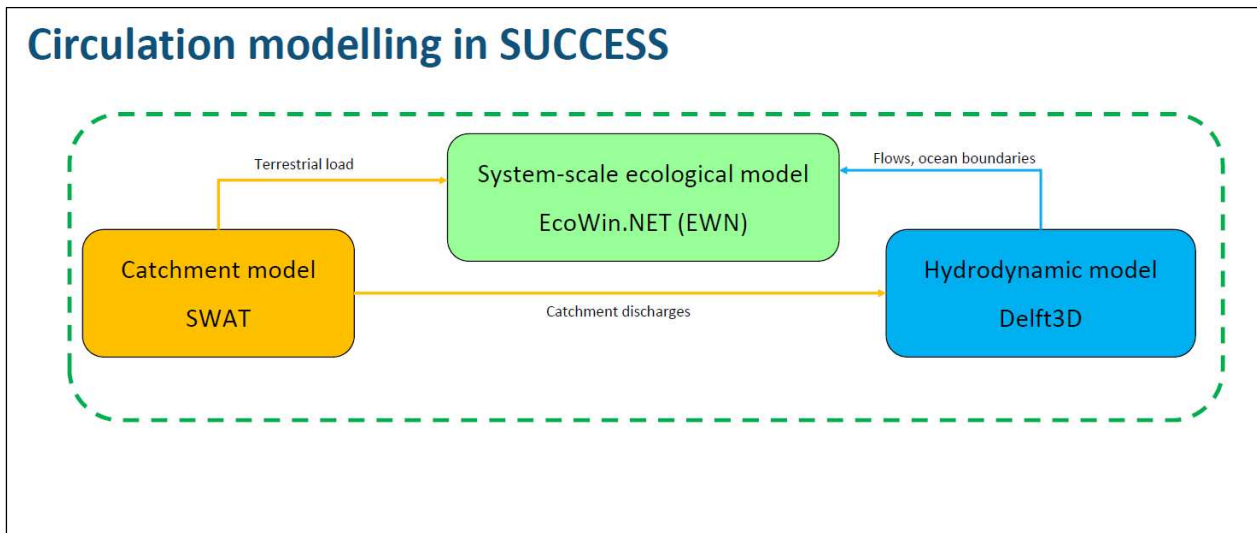 Circulation modelling in SUCCESS
Terrestrial load
Flows, ocean boundaries
System-scale ecological model
EcoWin.NET (EWN)
Catchment model
SWAT
Catchment discharges
Hydrodynamic model
Delft3D